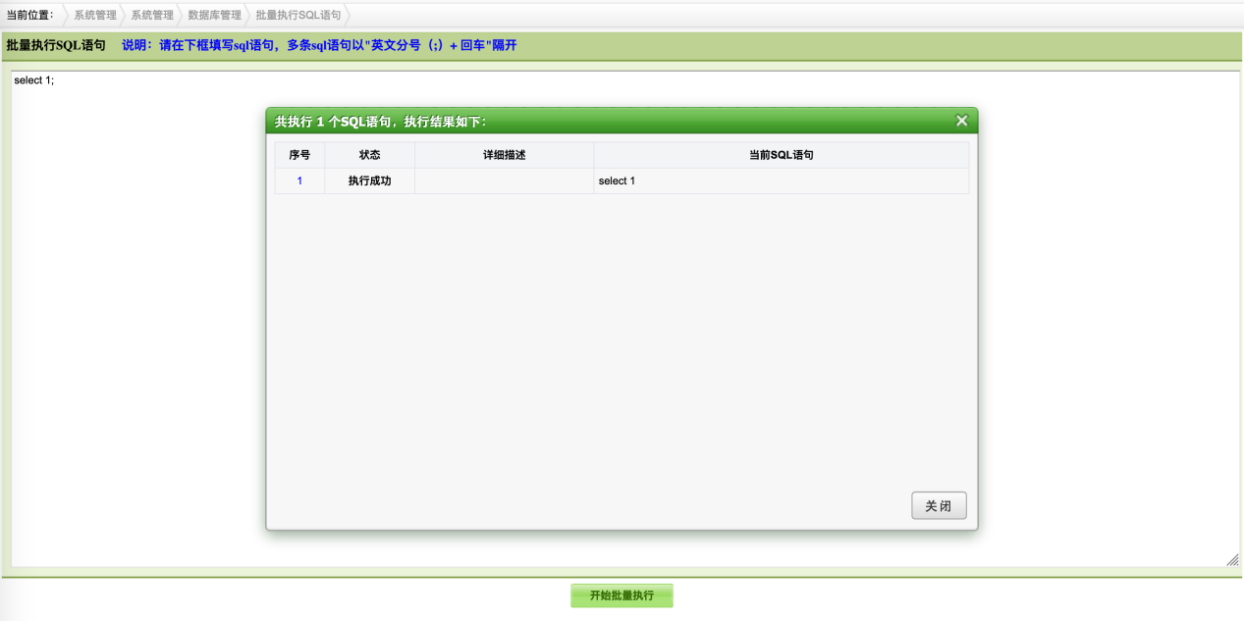 当前位置： 系统管理 系统管理 数据库管理 批量执行SQL语句
批量执行SQL语句 说明：请在下框填写sql语句，多条sql语句以"英文分号（;）+ 回车"隔开
select 1;
共执行 1 个SQL语句，执行结果如下：
序号 状态 详细描述 当前SQL语句
1 执行成功 select 1
关闭
开始批量执行